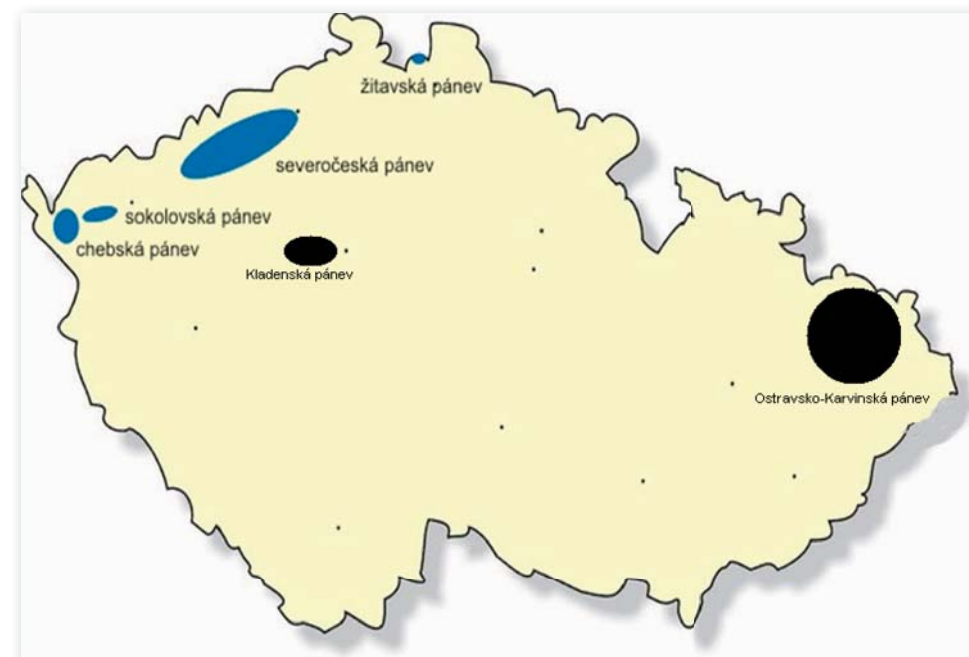 žitavská pánev
severočeská pánev
sokolovská pánev
chebská pánev
Kladenská pánev
Ostravsko-Karvinská pánev